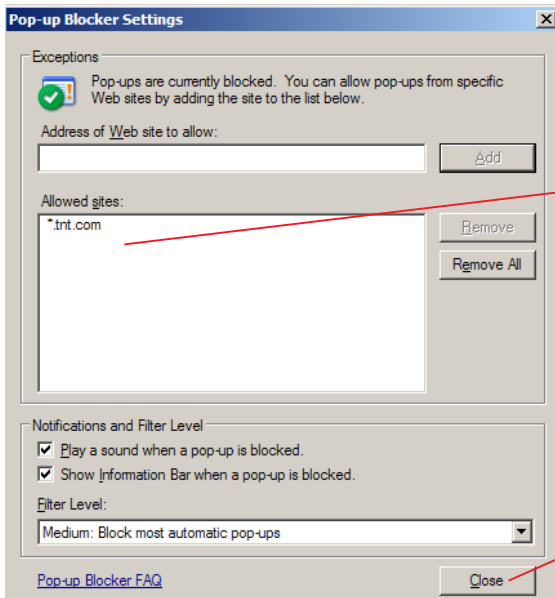 Pop-up Blocker Settings
Exceptions
Pop-ups are currently blocked. You can allow pop-ups from specific
Web sites by adding the site to the list below.
Address of Web site to allow:
Add
Allowed sites:
*.tnt.com
Remove
Remove All
Notifications and Filter Level
Play a sound when a pop-up is blocked.
Show Information Bar when a pop-up is blocked.
Filter Level:
Medium: Block most automatic pop-ups
Pop-up Blocker FAQ
Close